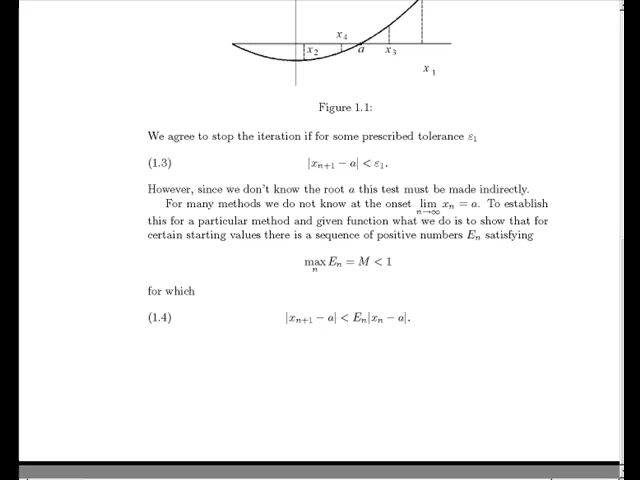 x₄
x₂ a x₃
x₁
Figure 1.1:
We agree to stop the iteration if for some prescribed tolerance ε₁
(1.3) |xₙ₊₁ − a| < ε₁.
However, since we don't know the root a this test must be made indirectly.
For many methods we do not know at the onset lim xₙ = a. To establish
n→∞
this for a particular method and given function what we do is to show that for
certain starting values there is a sequence of positive numbers Eₙ satisfying
max Eₙ = M < 1
n
for which
(1.4) |xₙ₊₁ − a| < Eₙ|xₙ − a|.